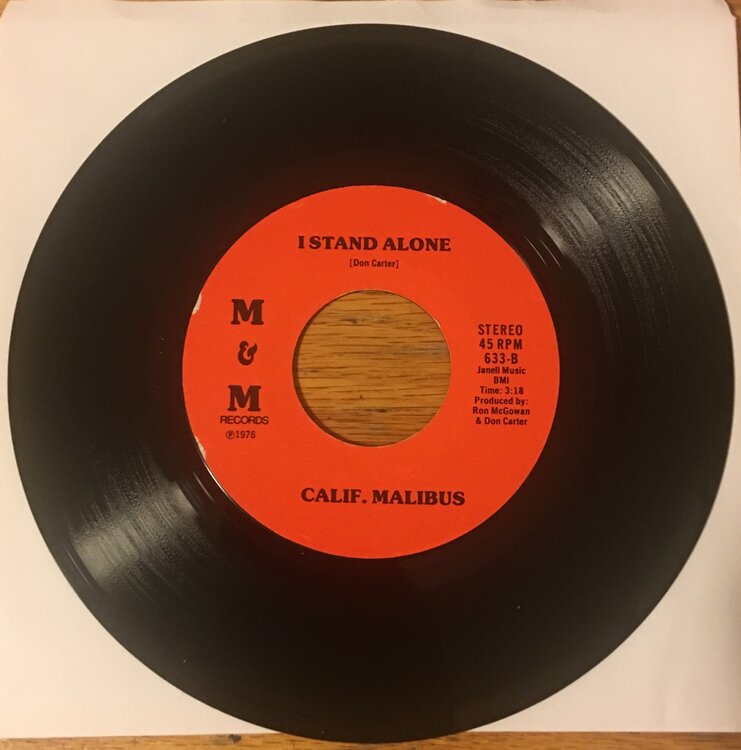 I STAND ALONE
[Don Carter]
M
&
M
RECORDS
℗1976
STEREO
45 RPM
633-B
Janell Music
BMI
Time: 3:18
Produced by:
Ron McGowan
& Don Carter
CALIF. MALIBUS